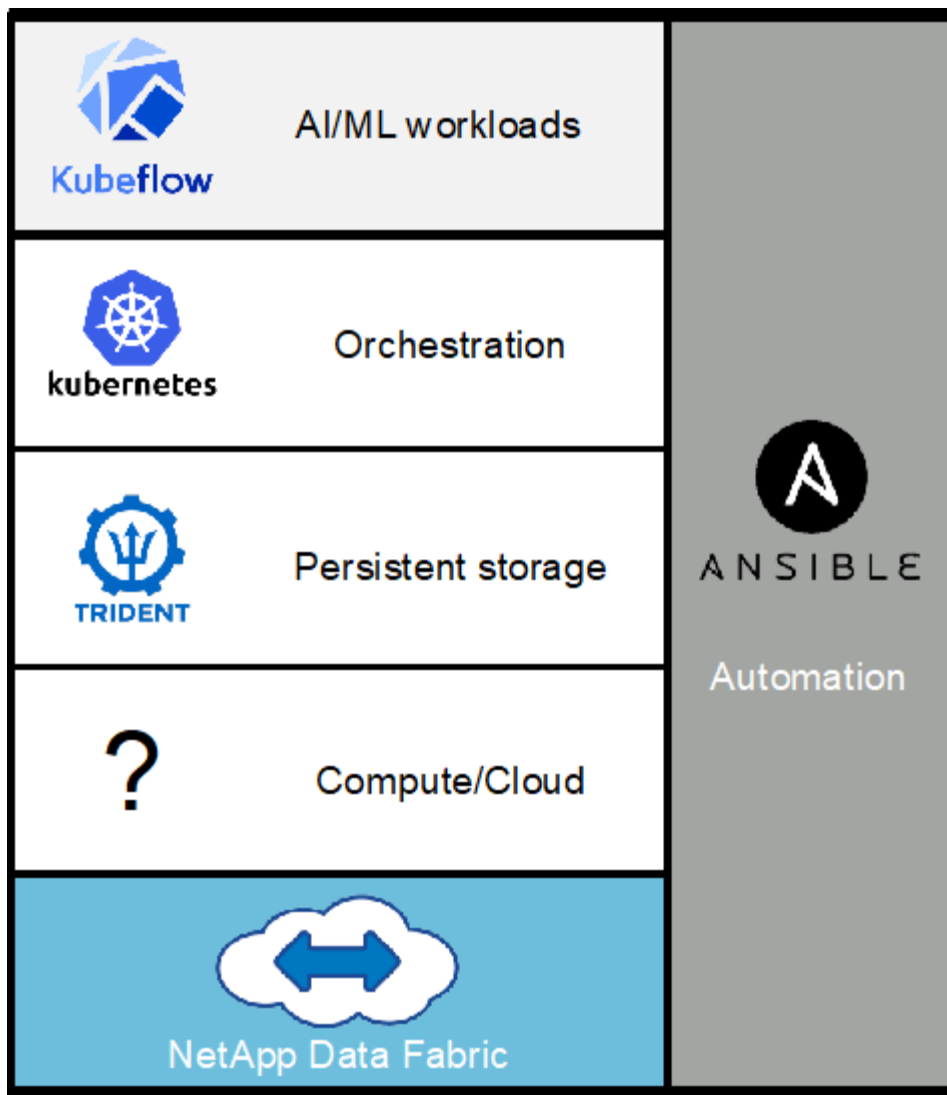 Kubeflow
AI/ML workloads
kubernetes
Orchestration
TRIDENT
Persistent storage
?
Compute/Cloud
NetApp Data Fabric
ANSIBLE
Automation